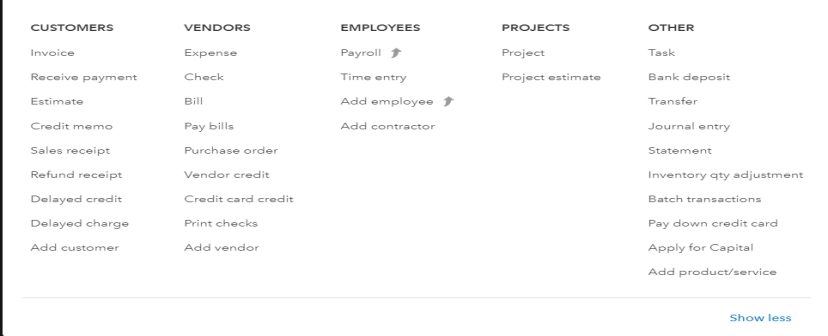 CUSTOMERS
Invoice
Receive payment
Estimate
Credit memo
Sales receipt
Refund receipt
Delayed credit
Delayed charge
Add customer
VENDORS
Expense
Check
Bill
Pay bills
Purchase order
Vendor credit
Credit card credit
Print checks
Add vendor
EMPLOYEES
Payroll
Time entry
Add employee
Add contractor
PROJECTS
Project
Project estimate
OTHER
Task
Bank deposit
Transfer
Journal entry
Statement
Inventory qty adjustment
Batch transactions
Pay down credit card
Apply for Capital
Add product/service
Show less